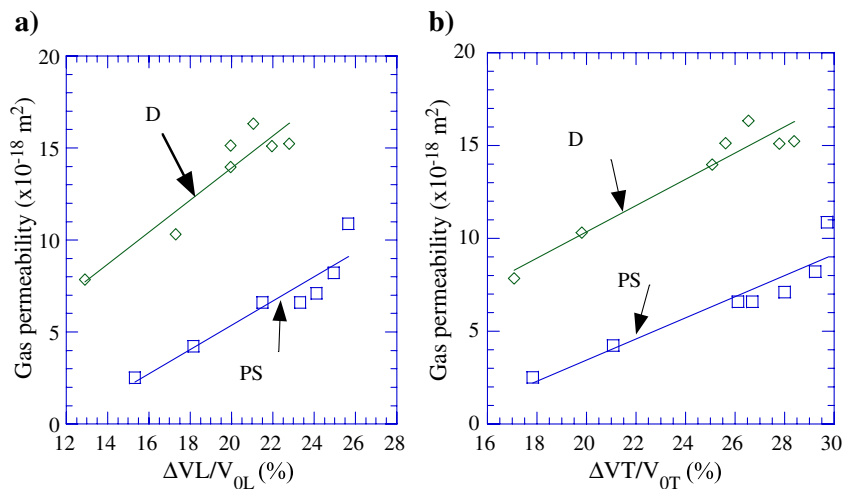 a)
Gas permeability (x10⁻¹⁸ m²)
20
15
10
5
0
D
PS
12 14 16 18 20 22 24 26 28
ΔVL/V₀L (%)
b)
Gas permeability (x10⁻¹⁸ m²)
20
15
10
5
0
D
PS
16 18 20 22 24 26 28 30
ΔVT/V₀T (%)